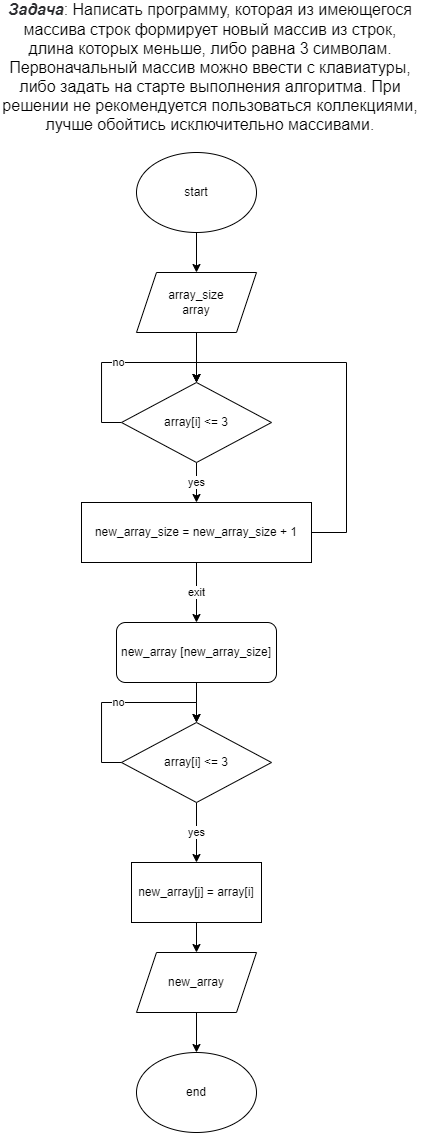 Задача: Написать программу, которая из имеющегося
массива строк формирует новый массив из строк,
длина которых меньше, либо равна 3 символам.
Первоначальный массив можно ввести с клавиатуры,
либо задать на старте выполнения алгоритма. При
решении не рекомендуется пользоваться коллекциями,
лучше обойтись исключительно массивами.
start
array_size
array
no
array[i] <= 3
yes
new_array_size = new_array_size + 1
exit
new_array [new_array_size]
no
array[i] <= 3
yes
new_array[j] = array[i]
new_array
end